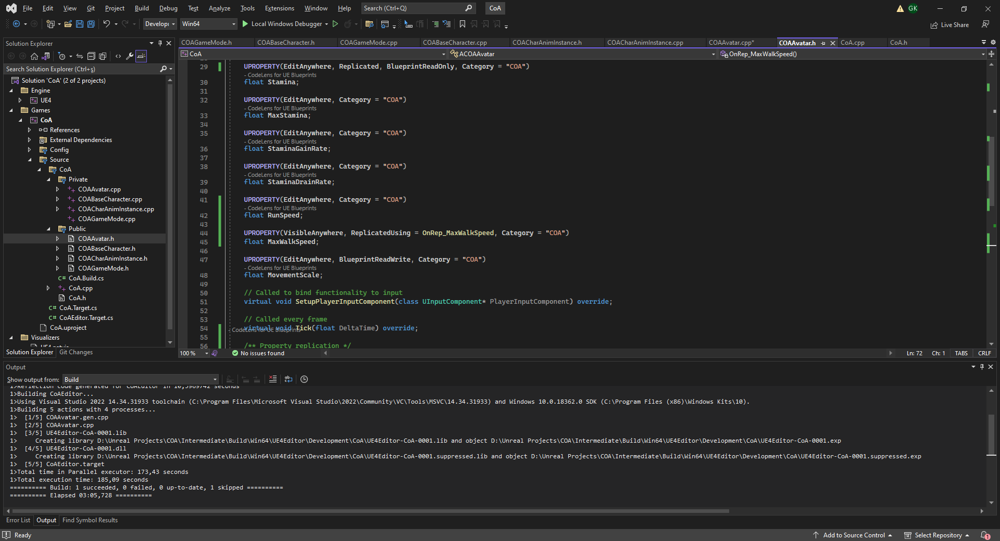 File Edit View Git Project Build Debug Test Analyze Tools Extensions Window Help Search (Ctrl+Q) CoA GK
Develop Win64 Local Windows Debugger Live Share
Solution Explorer
Search Solution Explorer (Ctrl+ş)
Solution 'CoA' (2 of 2 projects)
Engine
UE4
Games
CoA
References
External Dependencies
Config
Source
CoA
Private
COAAvatar.cpp
COABaseCharacter.cpp
COACharAnimInstance.cpp
COAGameMode.cpp
Public
COAAvatar.h
COABaseCharacter.h
COACharAnimInstance.h
COAGameMode.h
CoA.Build.cs
CoA.cpp
CoA.h
CoA.Target.cs
CoAEditor.Target.cs
CoA.uproject
Visualizers
UE4.natvis
Solution Explorer Git Changes
COAGameMode.h COABaseCharacter.h COAGameMode.cpp COABaseCharacter.cpp COACharAnimInstance.h COACharAnimInstance.cpp COAAvatar.cpp* COAAvatar.h CoA.cpp CoA.h
CoA ACOAAvatar OnRep_MaxWalkSpeed()
29 UPROPERTY(EditAnywhere, Replicated, BlueprintReadOnly, Category = "COA")
- CodeLens for UE Blueprints
30 float Stamina;
31
32 UPROPERTY(EditAnywhere, Category = "COA")
- CodeLens for UE Blueprints
33 float MaxStamina;
34
35 UPROPERTY(EditAnywhere, Category = "COA")
- CodeLens for UE Blueprints
36 float StaminaGainRate;
37
38 UPROPERTY(EditAnywhere, Category = "COA")
- CodeLens for UE Blueprints
39 float StaminaDrainRate;
40
41 UPROPERTY(EditAnywhere, Category = "COA")
- CodeLens for UE Blueprints
42 float RunSpeed;
43
44 UPROPERTY(VisibleAnywhere, ReplicatedUsing = OnRep_MaxWalkSpeed, Category = "COA")
45 float MaxWalkSpeed;
46
47 UPROPERTY(EditAnywhere, BlueprintReadWrite, Category = "COA")
- CodeLens for UE Blueprints
48 float MovementScale;
49
50 // Called to bind functionality to input
51 virtual void SetupPlayerInputComponent(class UInputComponent* PlayerInputComponent) override;
52
53 // Called every frame
- CodeLens for UE Blueprints
54 virtual void Tick(float DeltaTime) override;
55
56 /** Property replication */
100 % No issues found Ln: 72 Ch: 1 TABS CRLF
Output
Show output from: Build
1>Reflection code generated for CoAEditor in 10,5969742 seconds
1>Building CoAEditor...
1>Using Visual Studio 2022 14.34.31933 toolchain (C:\Program Files\Microsoft Visual Studio\2022\Community\VC\Tools\MSVC\14.34.31933) and Windows 10.0.18362.0 SDK (C:\Program Files (x86)\Windows Kits\10).
1>Building 5 actions with 4 processes...
1> [1/5] COAAvatar.gen.cpp
1> [2/5] COAAvatar.cpp
1> [3/5] UE4Editor-CoA-0001.lib
1> Creating library D:\Unreal Projects\COA\Intermediate\Build\Win64\UE4Editor\Development\CoA\UE4Editor-CoA-0001.lib and object D:\Unreal Projects\COA\Intermediate\Build\Win64\UE4Editor\Development\CoA\UE4Editor-CoA-0001.exp
1> [4/5] UE4Editor-CoA-0001.dll
1> Creating library D:\Unreal Projects\COA\Intermediate\Build\Win64\UE4Editor\Development\CoA\UE4Editor-CoA-0001.suppressed.lib and object D:\Unreal Projects\COA\Intermediate\Build\Win64\UE4Editor\Development\CoA\UE4Editor-CoA-0001.suppressed.exp
1> [5/5] CoAEditor.target
1>Total time in Parallel executor: 173,43 seconds
1>Total execution time: 185,09 seconds
========== Build: 1 succeeded, 0 failed, 0 up-to-date, 1 skipped ==========
========== Elapsed 03:05,728 ==========
Error List Output Find Symbol Results
Ready Add to Source Control Select Repository 1